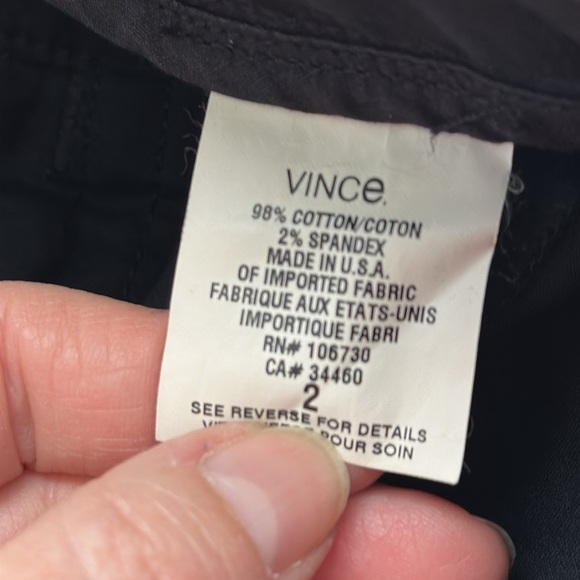 VINCe.
98% COTTON/COTON
2% SPANDEX
MADE IN U.S.A.
OF IMPORTED FABRIC
FABRIQUE AUX ETATS-UNIS
IMPORTIQUE FABRI
RN# 106730
CA# 34460
2
SEE REVERSE FOR DETAILS
POUR SOIN